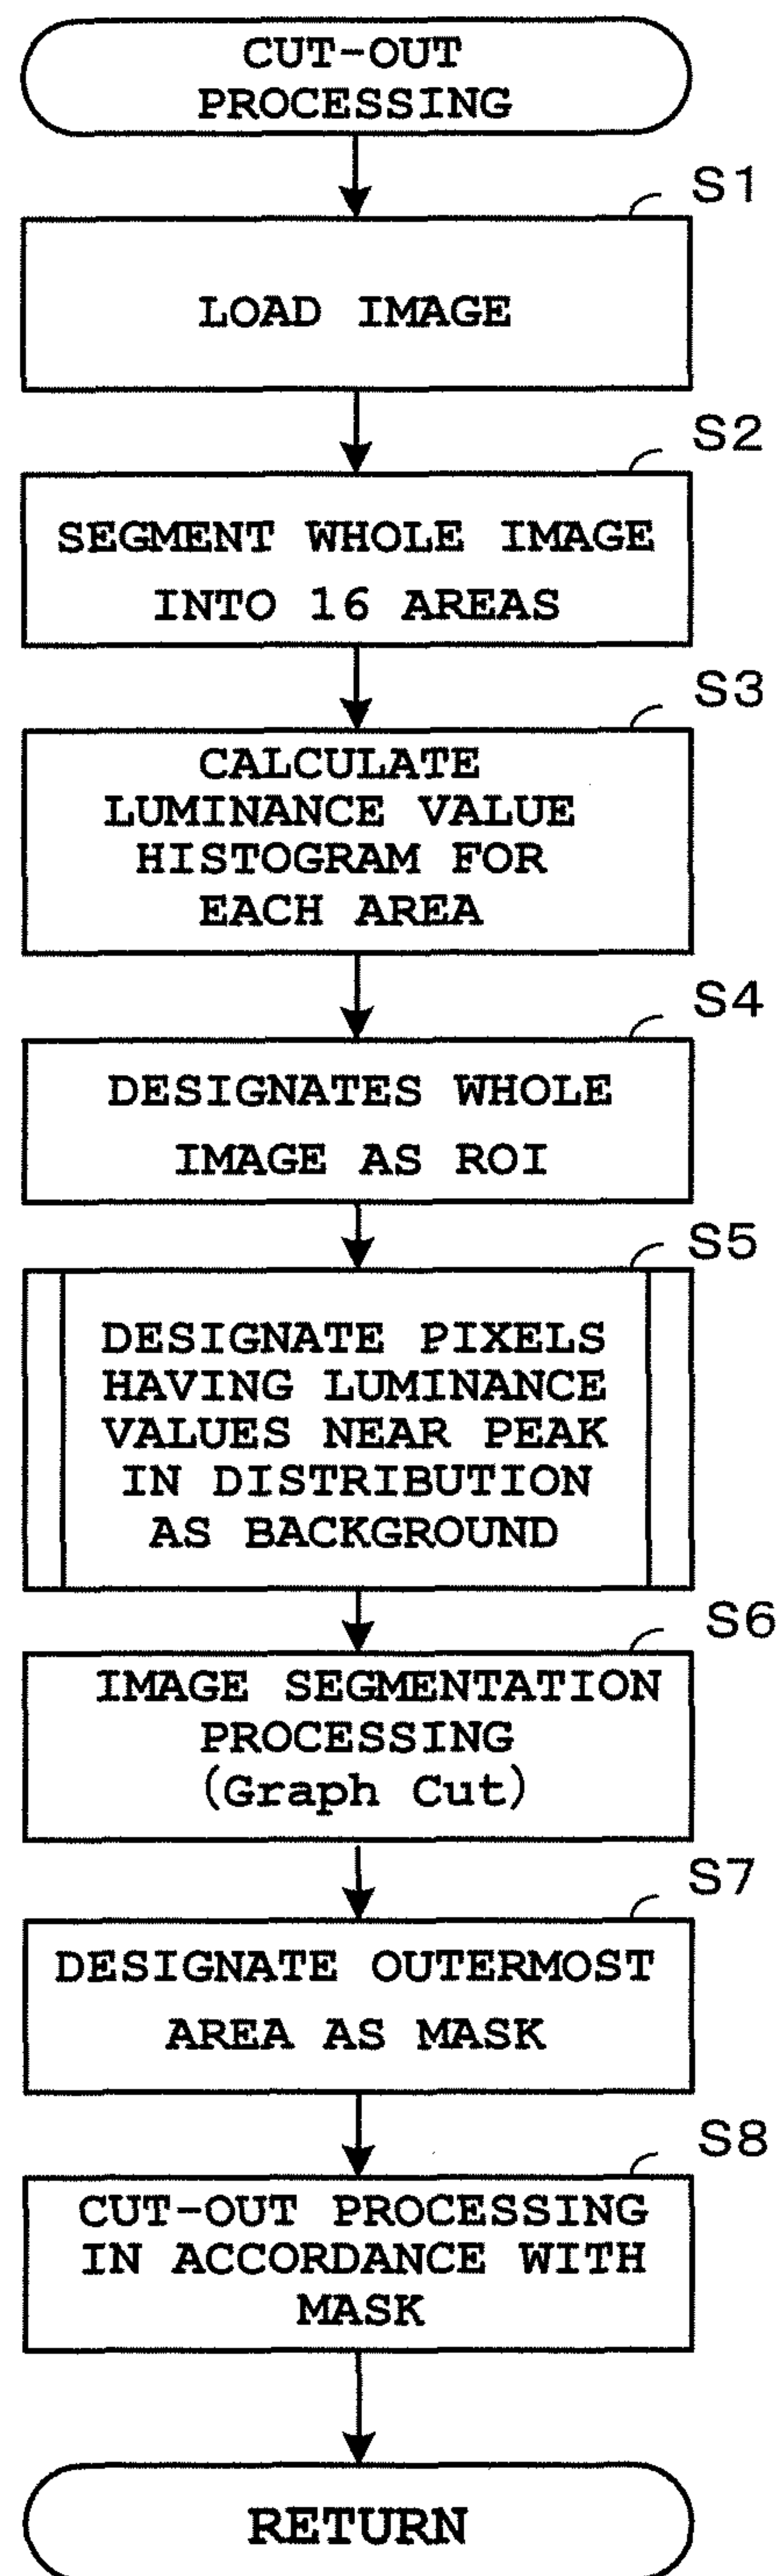 CUT-OUT
PROCESSING
S1
LOAD IMAGE
S2
SEGMENT WHOLE IMAGE
INTO 16 AREAS
S3
CALCULATE
LUMINANCE VALUE
HISTOGRAM FOR
EACH AREA
S4
DESIGNATES WHOLE
IMAGE AS ROI
S5
DESIGNATE PIXELS
HAVING LUMINANCE
VALUES NEAR PEAK
IN DISTRIBUTION
AS BACKGROUND
S6
IMAGE SEGMENTATION
PROCESSING
(Graph Cut)
S7
DESIGNATE OUTERMOST
AREA AS MASK
S8
CUT-OUT PROCESSING
IN ACCORDANCE WITH
MASK
RETURN